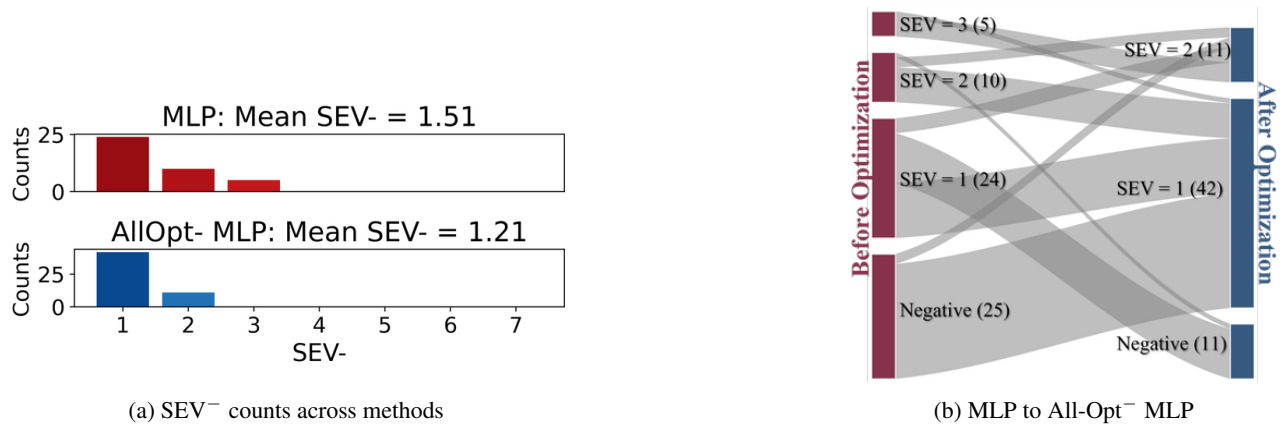 MLP: Mean SEV- = 1.51
Counts
25
0
AllOpt- MLP: Mean SEV- = 1.21
Counts
25
0
1 2 3 4 5 6 7
SEV-
(a) SEV⁻ counts across methods
Before Optimization
SEV = 3 (5)
SEV = 2 (10)
SEV = 1 (24)
Negative (25)
SEV = 2 (11)
SEV = 1 (42)
Negative (11)
After Optimization
(b) MLP to All-Opt⁻ MLP